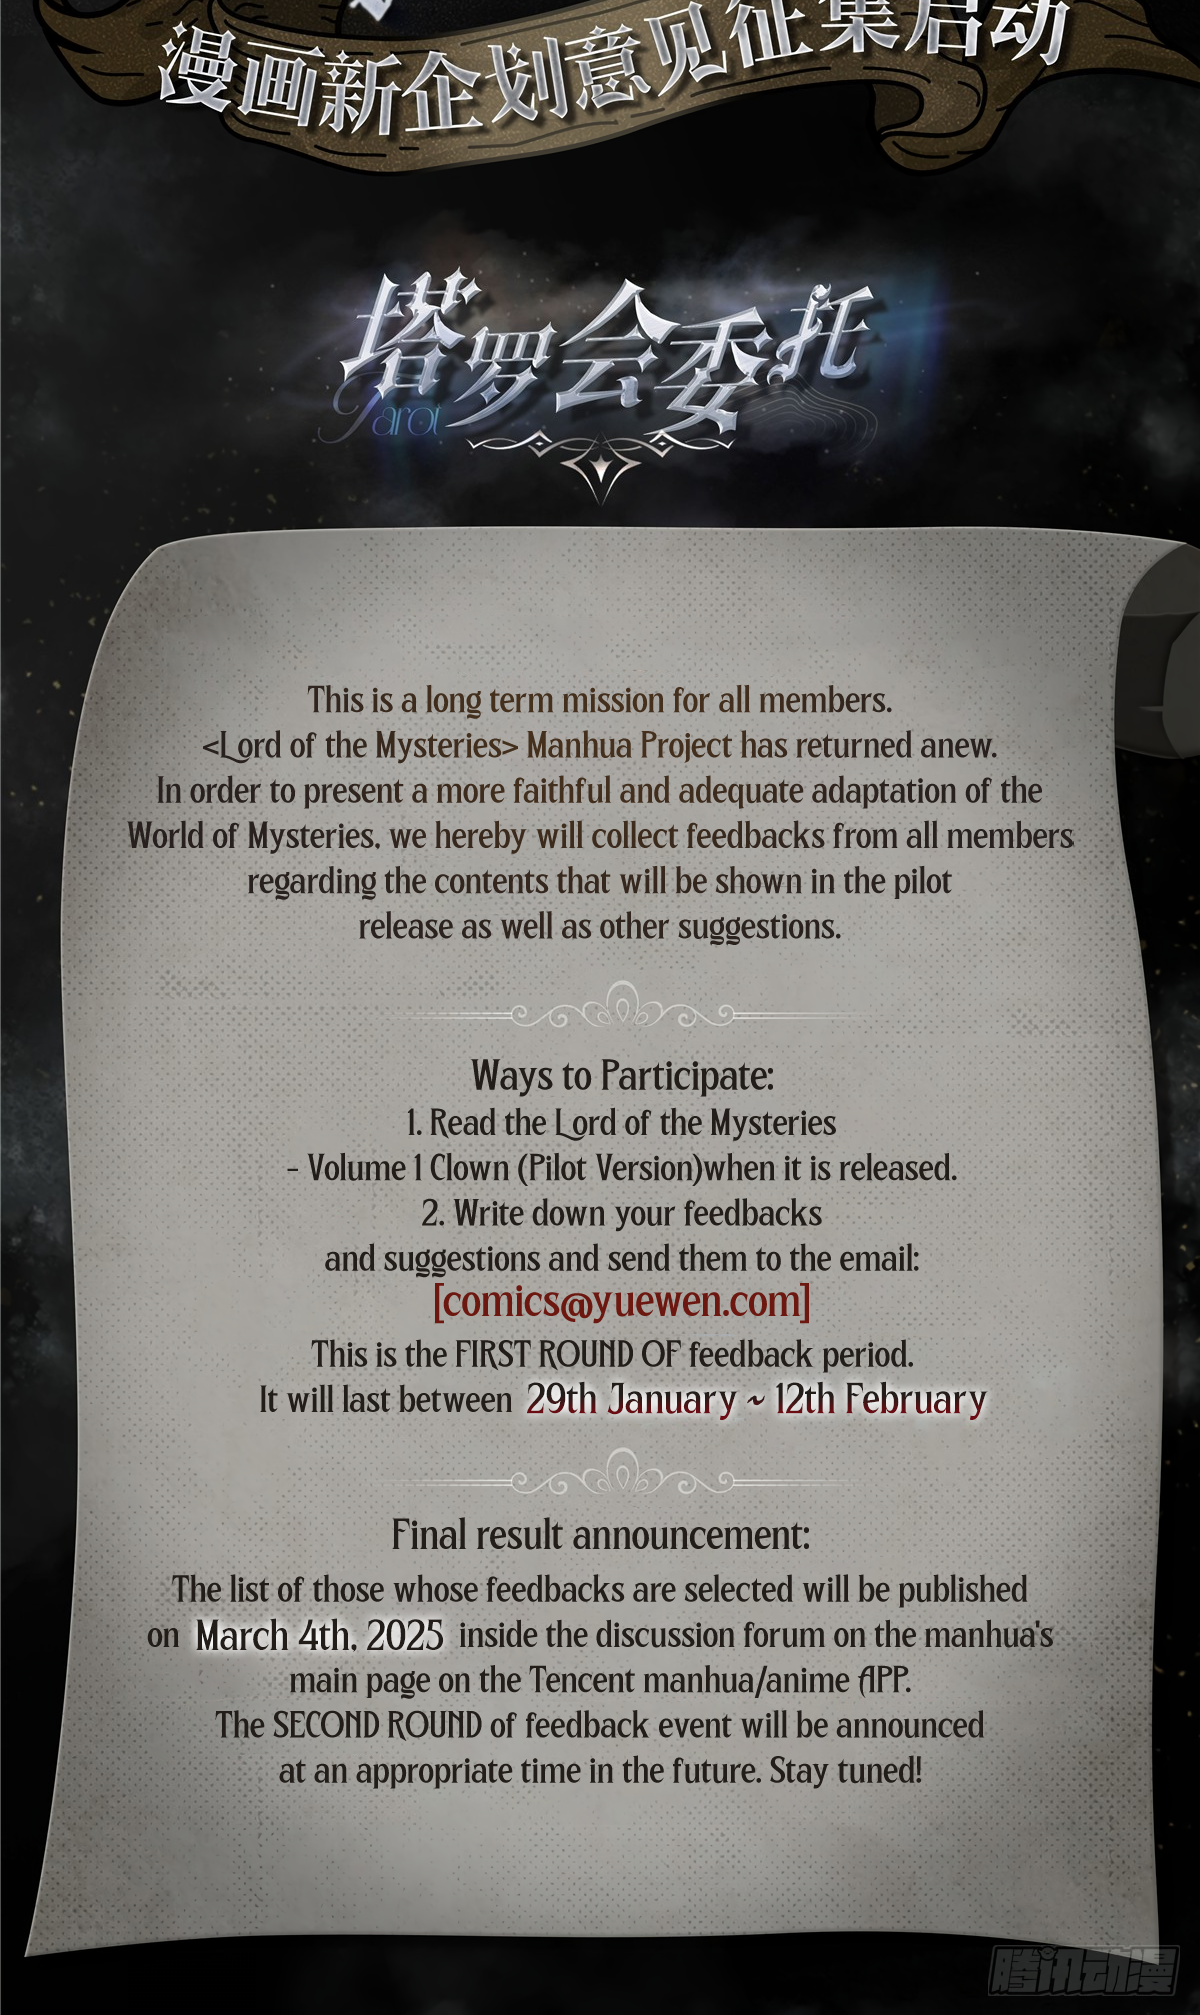 漫画新企划意见征集启动
塔罗会委托
Tarot
This is a long term mission for all members.
<Lord of the Mysteries> Manhua Project has returned anew.
In order to present a more faithful and adequate adaptation of the
World of Mysteries, we hereby will collect feedbacks from all members
regarding the contents that will be shown in the pilot
release as well as other suggestions.
Ways to Participate:
1. Read the Lord of the Mysteries
- Volume 1 Clown (Pilot Version)when it is released.
2. Write down your feedbacks
and suggestions and send them to the email:
[comics@yuewen.com]
This is the FIRST ROUND OF feedback period.
It will last between 29th January ~ 12th February
Final result announcement:
The list of those whose feedbacks are selected will be published
on March 4th, 2025 inside the discussion forum on the manhua's
main page on the Tencent manhua/anime APP.
The SECOND ROUND of feedback event will be announced
at an appropriate time in the future. Stay tuned!
腾讯动漫